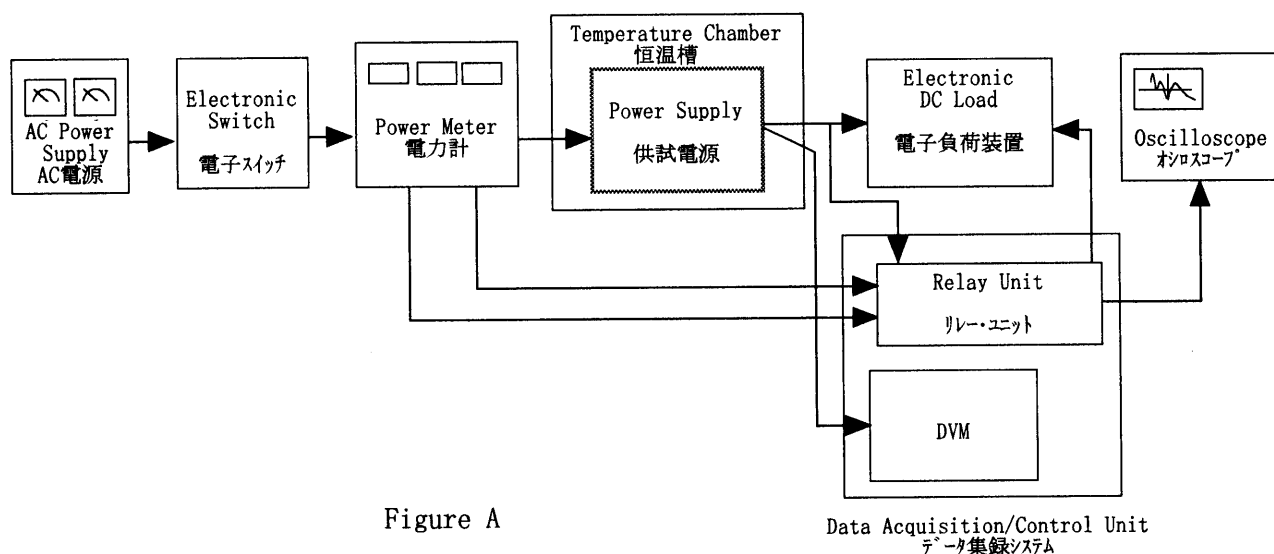 AC Power
Supply
AC電源
Electronic
Switch
電子スイッチ
Power Meter
電力計
Temperature Chamber
恒温槽
Power Supply
供試電源
Electronic
DC Load
電子負荷装置
Oscilloscope
オシロスコープ
Relay Unit
リレー・ユニット
DVM
Figure A
Data Acquisition/Control Unit
データ集録システム